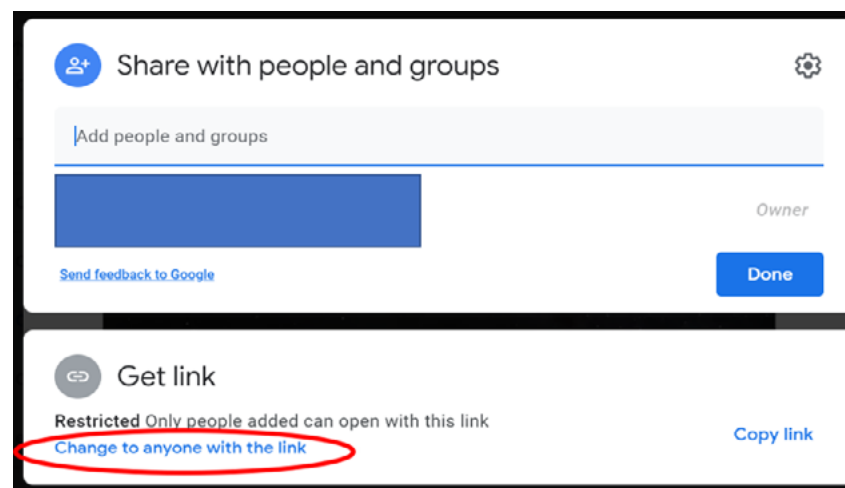 Share with people and groups
Add people and groups
Owner
Send feedback to Google
Done
Get link
Restricted Only people added can open with this link
Change to anyone with the link
Copy link